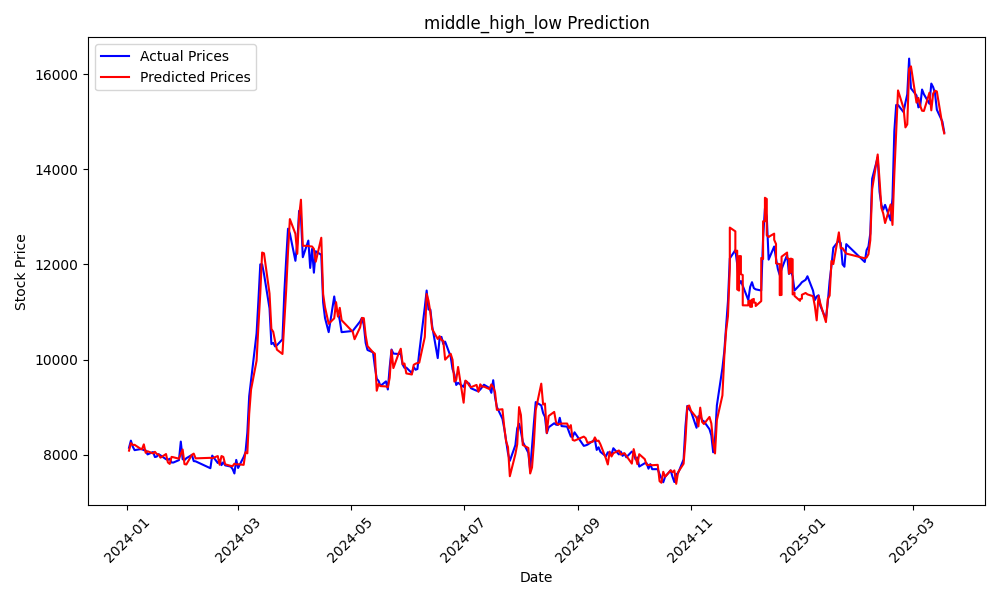 middle_high_low Prediction
Actual Prices
Predicted Prices
16000
14000
12000
10000
8000
Stock Price
2024-01
2024-03
2024-05
2024-07
2024-09
2024-11
2025-01
2025-03
Date